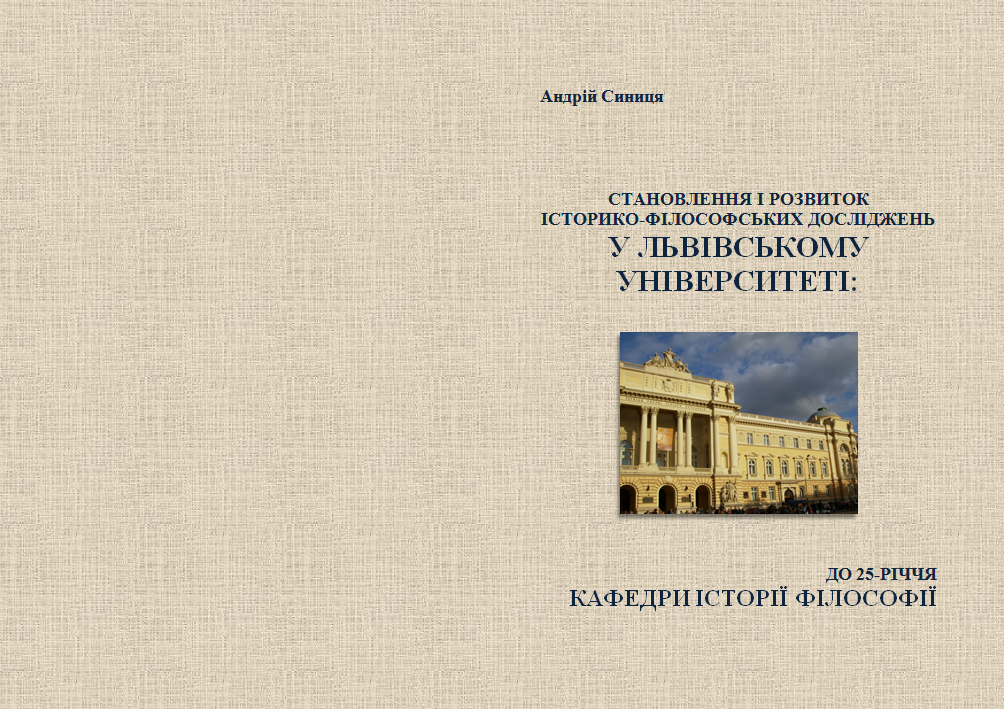 Андрій Синиця
СТАНОВЛЕННЯ І РОЗВИТОК
ІСТОРИКО-ФІЛОСОФСЬКИХ ДОСЛІДЖЕНЬ
У ЛЬВІВСЬКОМУ
УНІВЕРСИТЕТІ:
ДО 25-РІЧЧЯ
КАФЕДРИ ІСТОРІЇ ФІЛОСОФІЇ